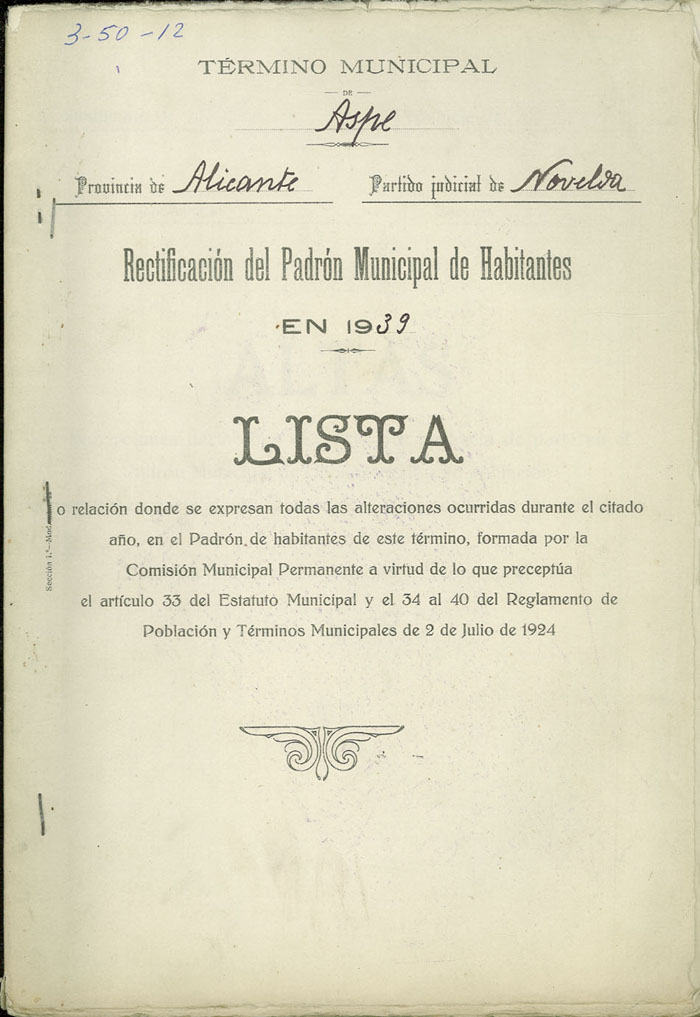 3-50-12
TÉRMINO MUNICIPAL
DE
Aspe
Provincia de Alicante Partido judicial de Novelda
Rectificación del Padrón Municipal de Habitantes
EN 1939
LISTA
o relación donde se expresan todas las alteraciones ocurridas durante el citado
año, en el Padrón de habitantes de este término, formada por la
Comisión Municipal Permanente a virtud de lo que preceptúa
el artículo 33 del Estatuto Municipal y el 34 al 40 del Reglamento de
Población y Términos Municipales de 2 de Julio de 1924
Sección 1.ª—Mod.
ALTAS